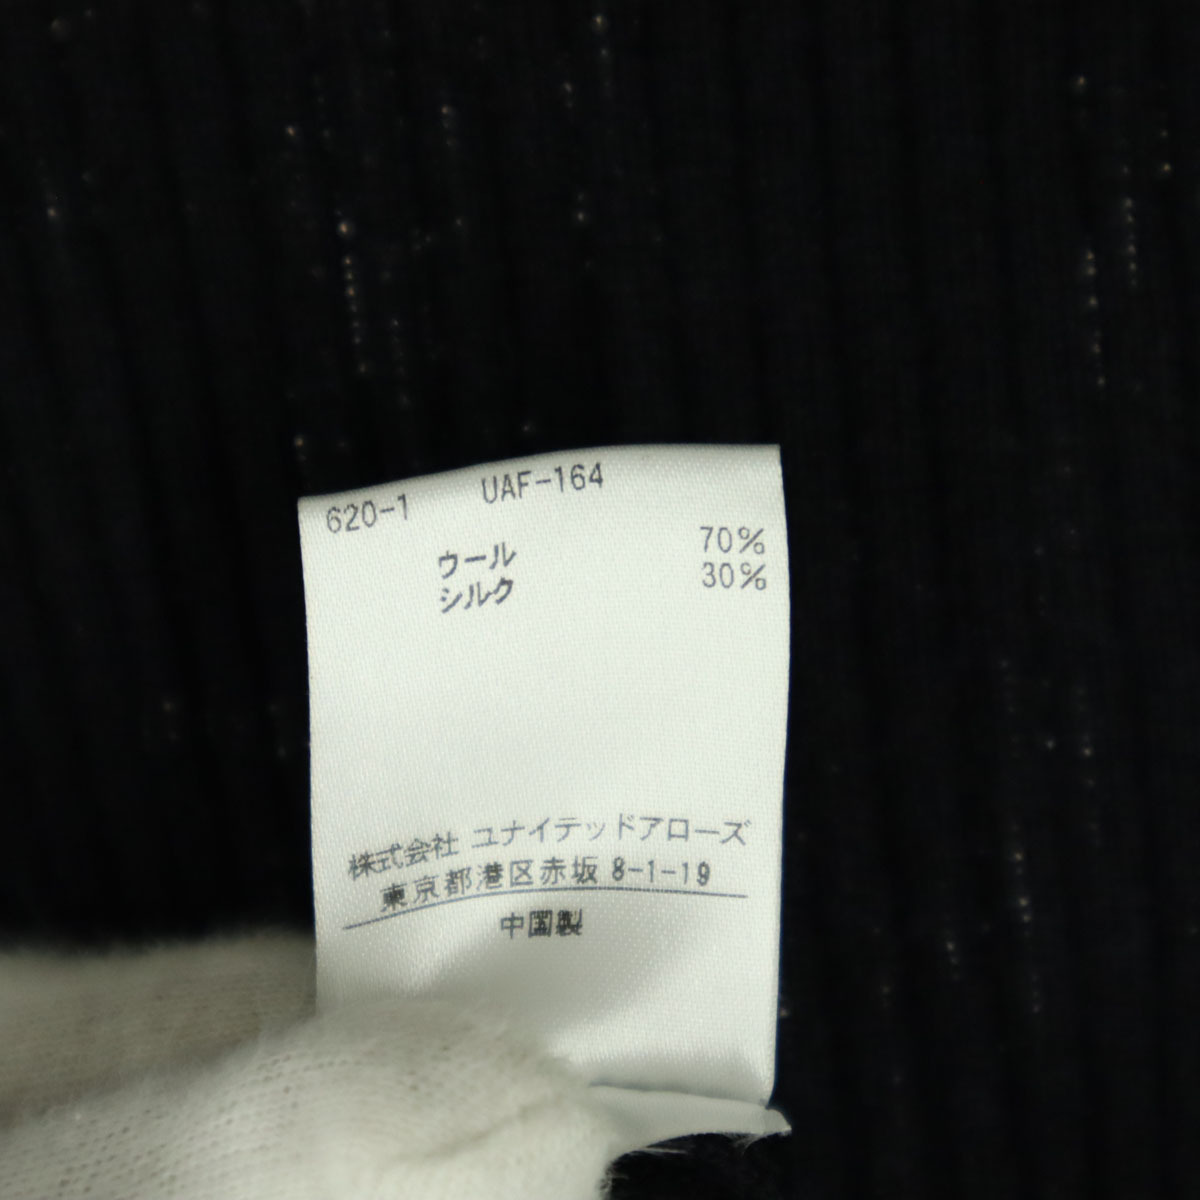 620-1 UAF-164
ウール 70%
シルク 30%
株式会社 ユナイテッドアローズ
東京都港区赤坂 8-1-19
中国製